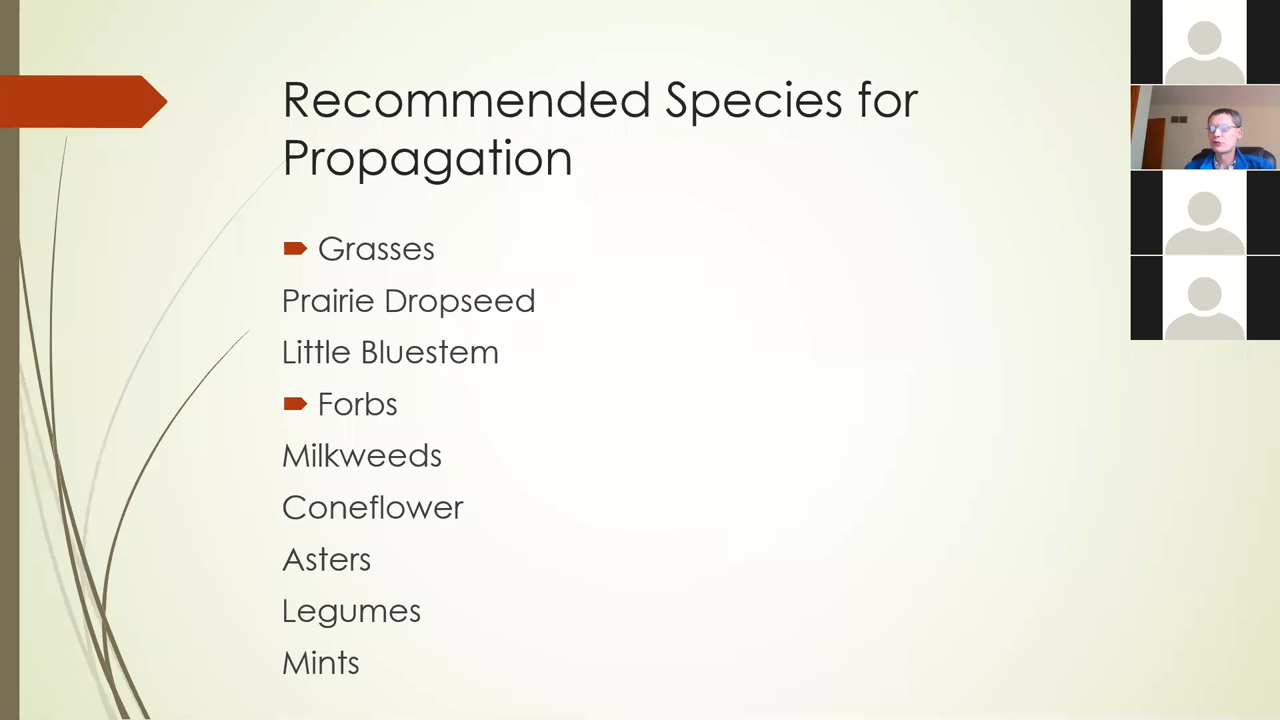 Recommended Species for
Propagation
Grasses
Prairie Dropseed
Little Bluestem
Forbs
Milkweeds
Coneflower
Asters
Legumes
Mints